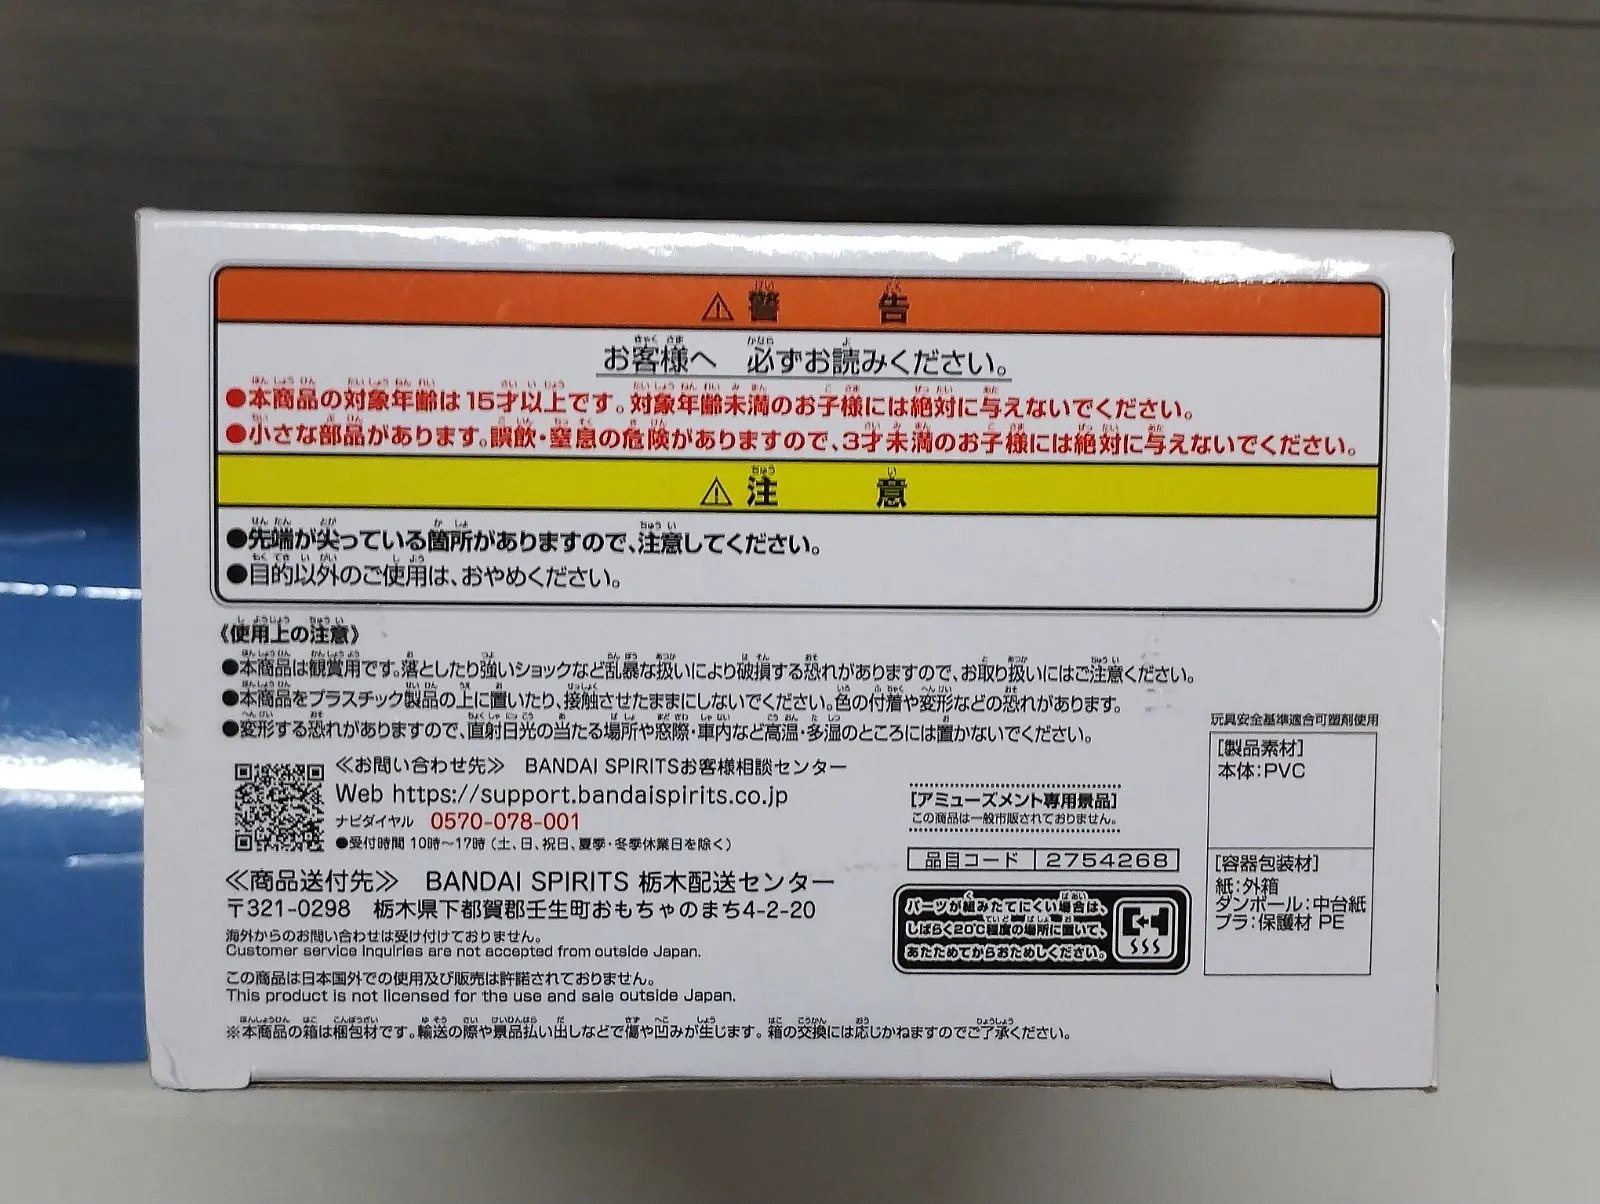 ⚠警告
お客様へ 必ずお読みください。
●本商品の対象年齢は15才以上です。対象年齢未満のお子様には絶対に与えないでください。
●小さな部品があります。誤飲・窒息の危険がありますので、3才未満のお子様には絶対に与えないでください。
⚠注意
●先端が尖っている箇所がありますので、注意してください。
●目的以外のご使用は、おやめください。
《使用上の注意》
●本商品は観賞用です。落としたり強いショックなど乱暴な扱いにより破損する恐れがありますので、お取り扱いにはご注意ください。
●本商品をプラスチック製品の上に置いたり、接触させたままにしないでください。色の付着や変形などの恐れがあります。
●変形する恐れがありますので、直射日光の当たる場所や窓際・車内など高温・多湿のところには置かないでください。
≪お問い合わせ先≫ BANDAI SPIRITSお客様相談センター
Web https://support.bandaispirits.co.jp
ナビダイヤル 0570-078-001
●受付時間 10時〜17時(土、日、祝日、夏季・冬季休業日を除く)
≪商品送付先≫ BANDAI SPIRITS 栃木配送センター
〒321-0298 栃木県下都賀郡壬生町おもちゃのまち4-2-20
海外からのお問い合わせは受け付けておりません。
Customer service inquiries are not accepted from outside Japan.
この商品は日本国外での使用及び販売は許諾されておりません。
This product is not licensed for the use and sale outside Japan.
※本商品の箱は梱包材です。輸送の際や景品払い出しなどで傷や凹みが生じます。箱の交換には応じかねますのでご了承ください。
[アミューズメント専用景品]
この商品は一般市販されておりません。
品目コード 2754268
パーツが組みたてにくい場合は、
しばらく20℃程度の場所に置いて、
あたためてからおためしください。
玩具安全基準適合可塑剤使用
[製品素材]
本体:PVC
[容器包装材]
紙:外箱
ダンボール:中台紙
プラ:保護材 PE